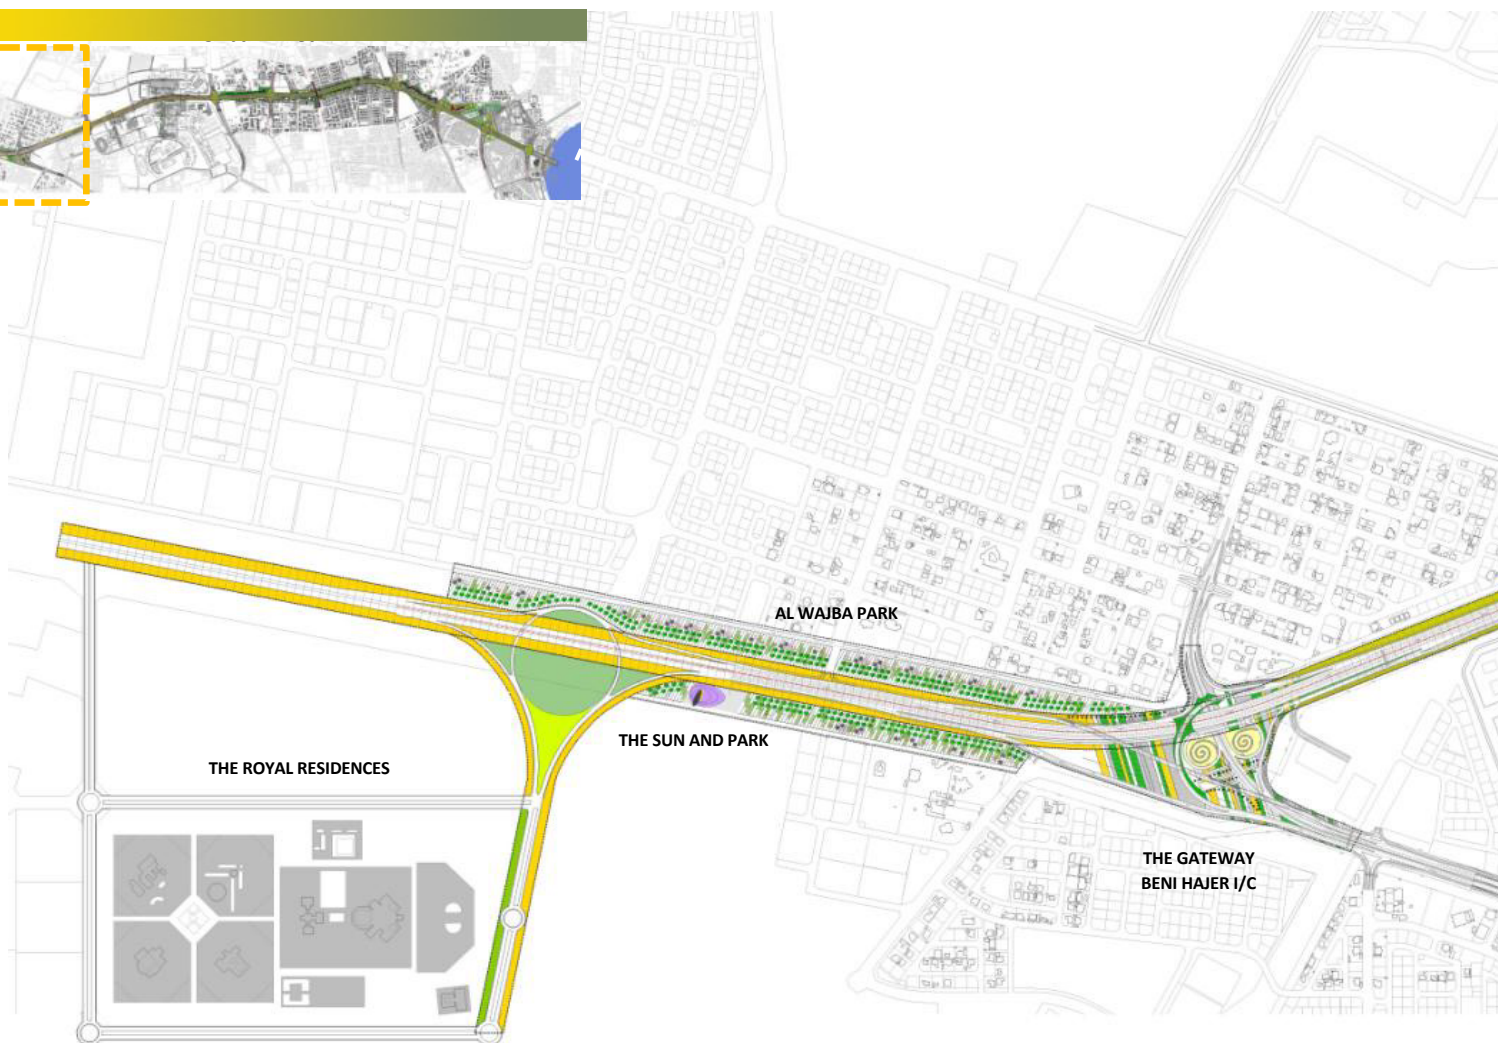 AL WAJBA PARK
THE SUN AND PARK
THE ROYAL RESIDENCES
THE GATEWAY
BENI HAJER I/C